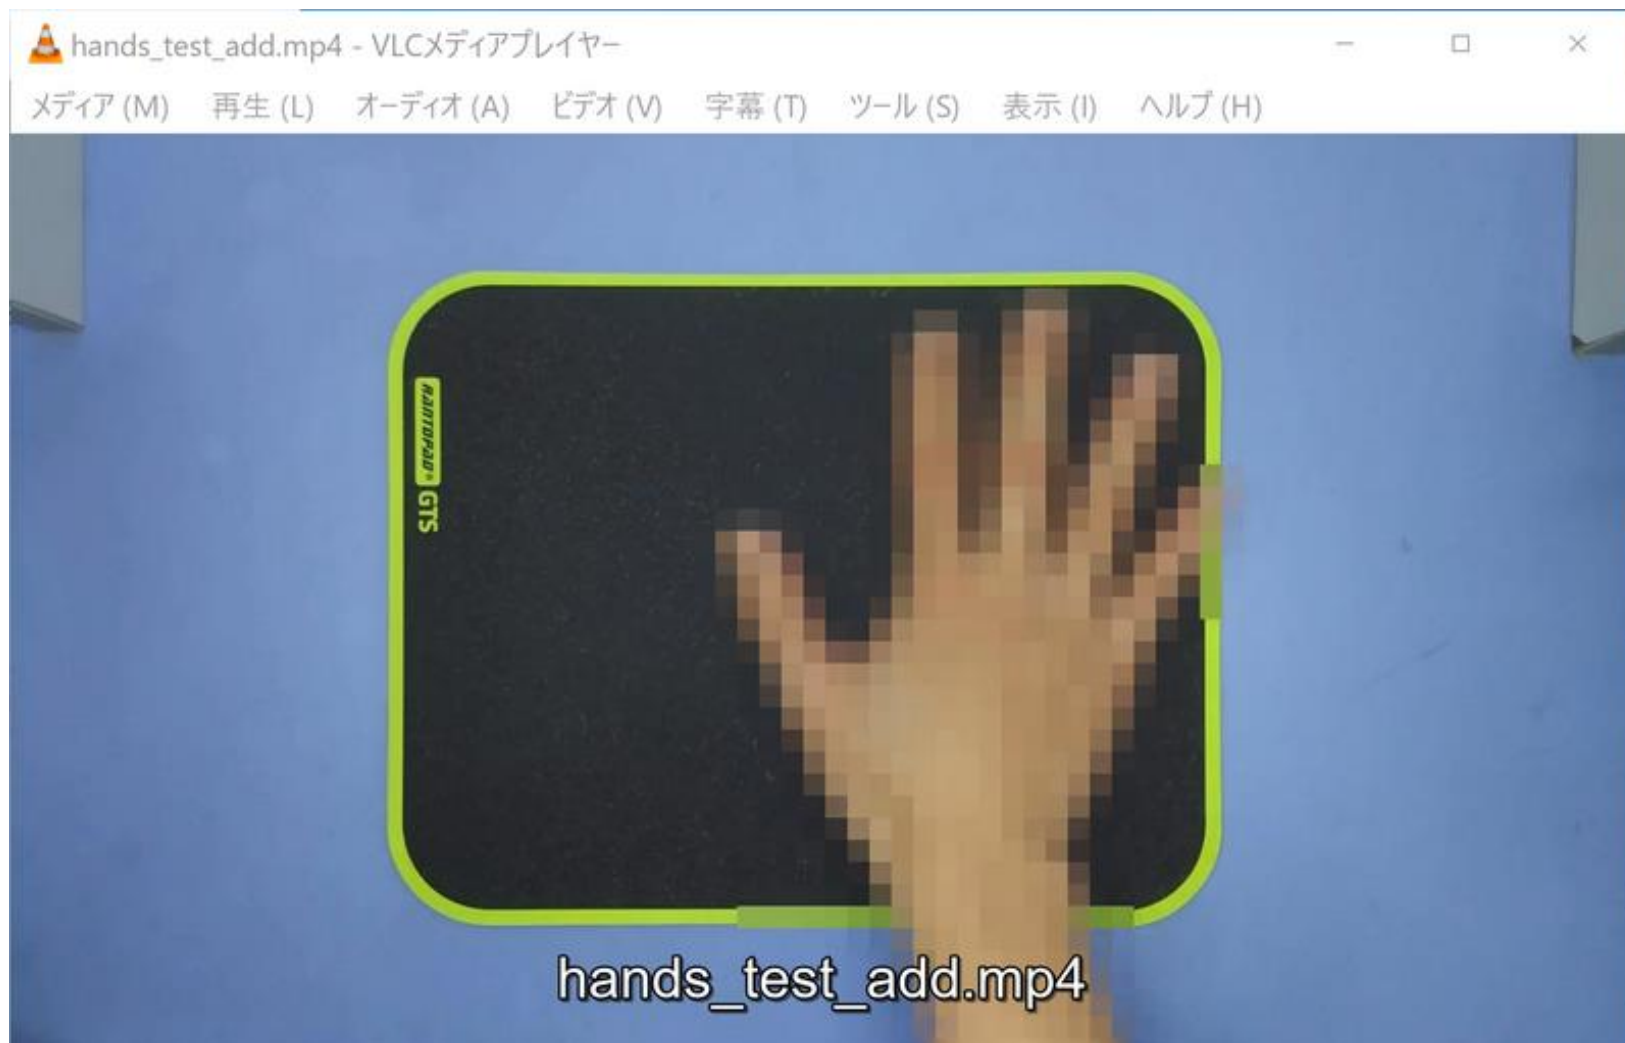 hands_test_add.mp4 - VLCメディアプレイヤー
メディア (M) 再生 (L) オーディオ (A) ビデオ (V) 字幕 (T) ツール (S) 表示 (I) ヘルプ (H)
RANTOPAD®
GTS
hands_test_add.mp4